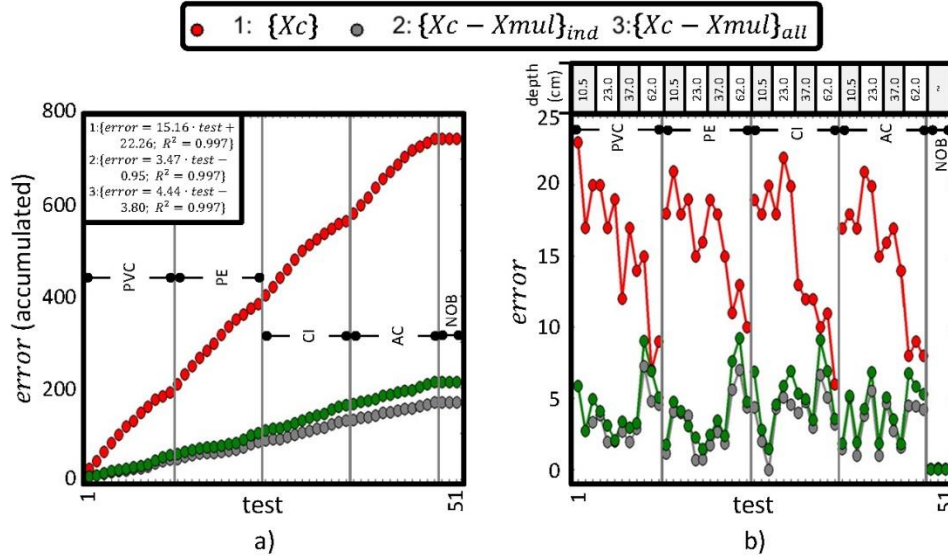 1: {Xc} 2: {Xc − Xmul}ind 3:{Xc − Xmul}all
1:{error = 15.16 · test +
22.26; R² = 0.997}
2:{error = 3.47 · test −
0.95; R² = 0.997}
3:{error = 4.44 · test −
3.80; R² = 0.997}
error (accumulated)
800
600
400
200
0
PVC
PE
CI
AC
NOB
1
test
51
a)
depth
(cm)
10.5 23.0 37.0 62.0 10.5 23.0 37.0 62.0 10.5 23.0 37.0 62.0 10.5 23.0 37.0 62.0 ~
error
25
20
15
10
5
0
PVC
PE
CI
AC
NOB
1
test
51
b)